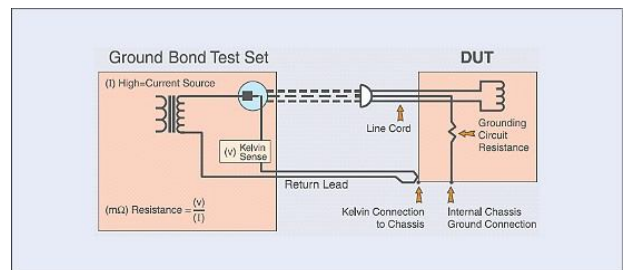 Ground Bond Test Set
DUT
(I) High=Current Source
Line Cord
Grounding
Circuit
Resistance
(v) Kelvin
Sense
Return Lead
(mΩ) Resistance = (v)
(I)
Kelvin Connection
to Chassis
Internal Chassis
Ground Connection